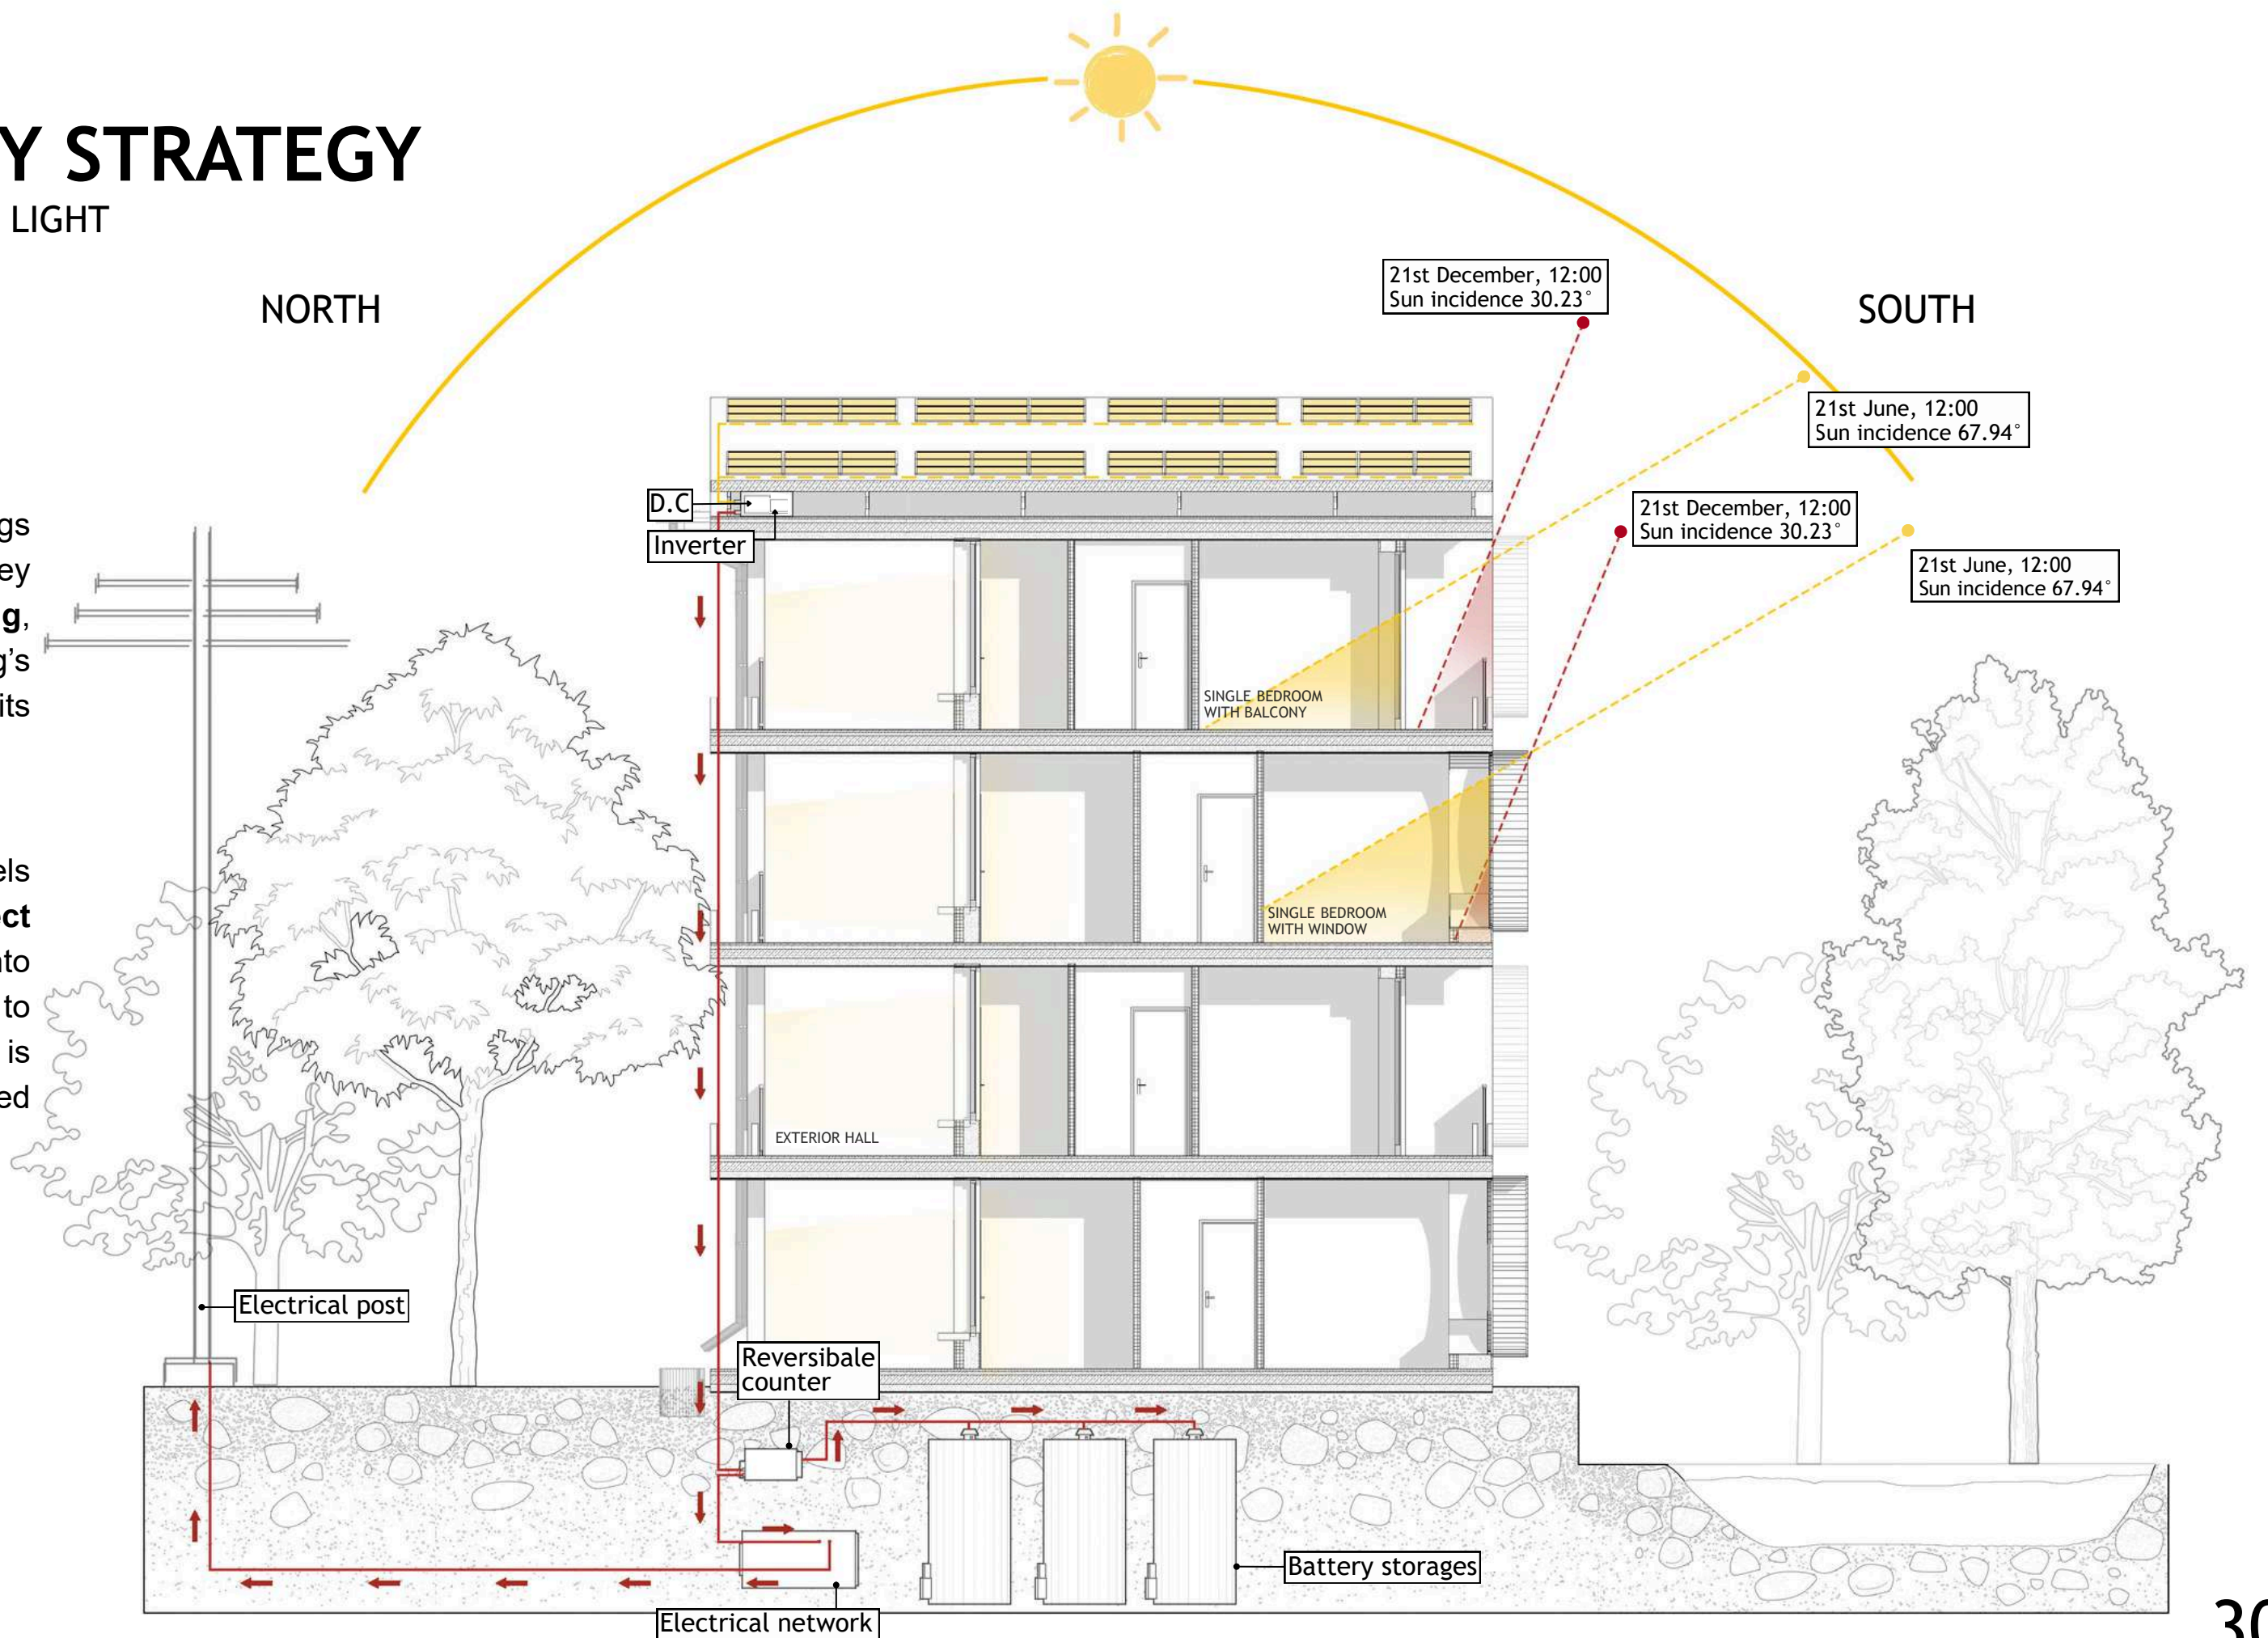 Y STRATEGY
LIGHT
NORTH
SOUTH
21st December, 12:00
Sun incidence 30.23°
21st June, 12:00
Sun incidence 67.94°
21st December, 12:00
Sun incidence 30.23°
21st June, 12:00
Sun incidence 67.94°
gs
ey
g,
g’s
its
els
ect
nto
to
is
ed
D.C
Inverter
SINGLE BEDROOM
WITH BALCONY
SINGLE BEDROOM
WITH WINDOW
EXTERIOR HALL
Electrical post
Reversibale
counter
Battery storages
Electrical network
30